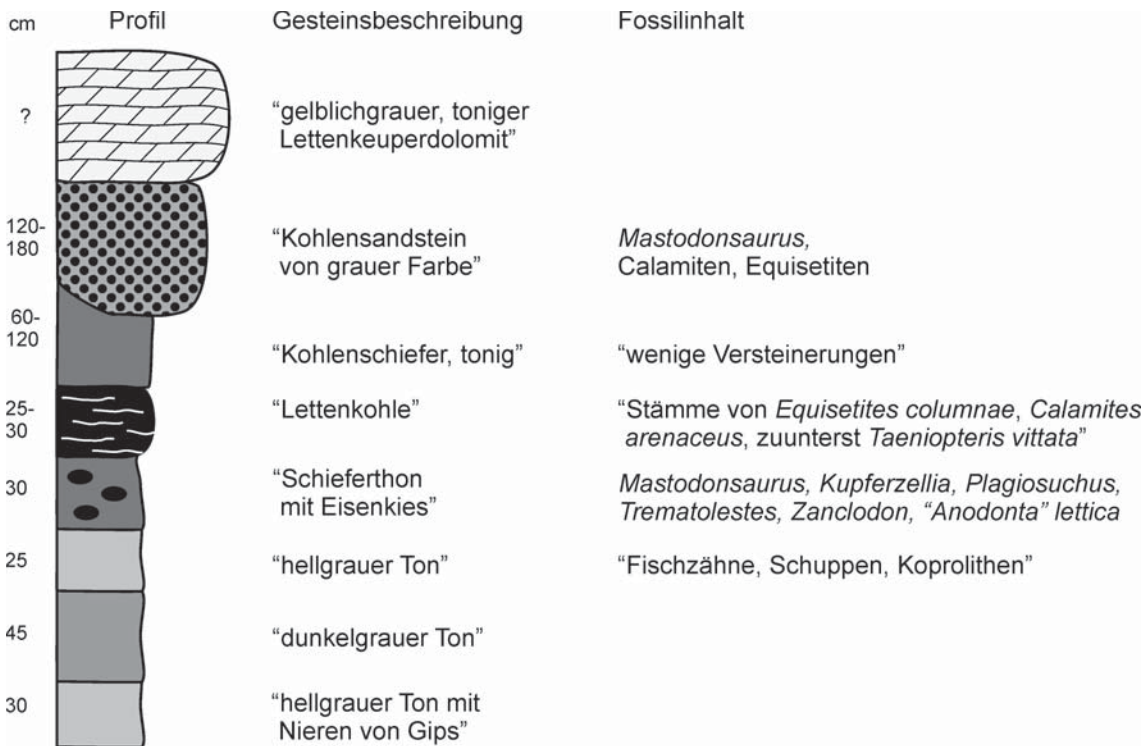 cm Profil Gesteinsbeschreibung Fossilinhalt
?
“gelblichgrauer, toniger
Lettenkeuperdolomit”
120-
180
“Kohlensandstein
von grauer Farbe”
Mastodonsaurus,
Calamiten, Equisetiten
60-
120
“Kohlenschiefer, tonig”
“wenige Versteinerungen”
25-
30
“Lettenkohle”
“Stämme von Equisetites columnae, Calamites
arenaceus, zuunterst Taeniopteris vittata”
30
“Schieferthon
mit Eisenkies”
Mastodonsaurus, Kupferzellia, Plagiosuchus,
Trematolestes, Zanclodon, “Anodonta” lettica
25
“hellgrauer Ton”
“Fischzähne, Schuppen, Koprolithen”
45
“dunkelgrauer Ton”
30
“hellgrauer Ton mit
Nieren von Gips”